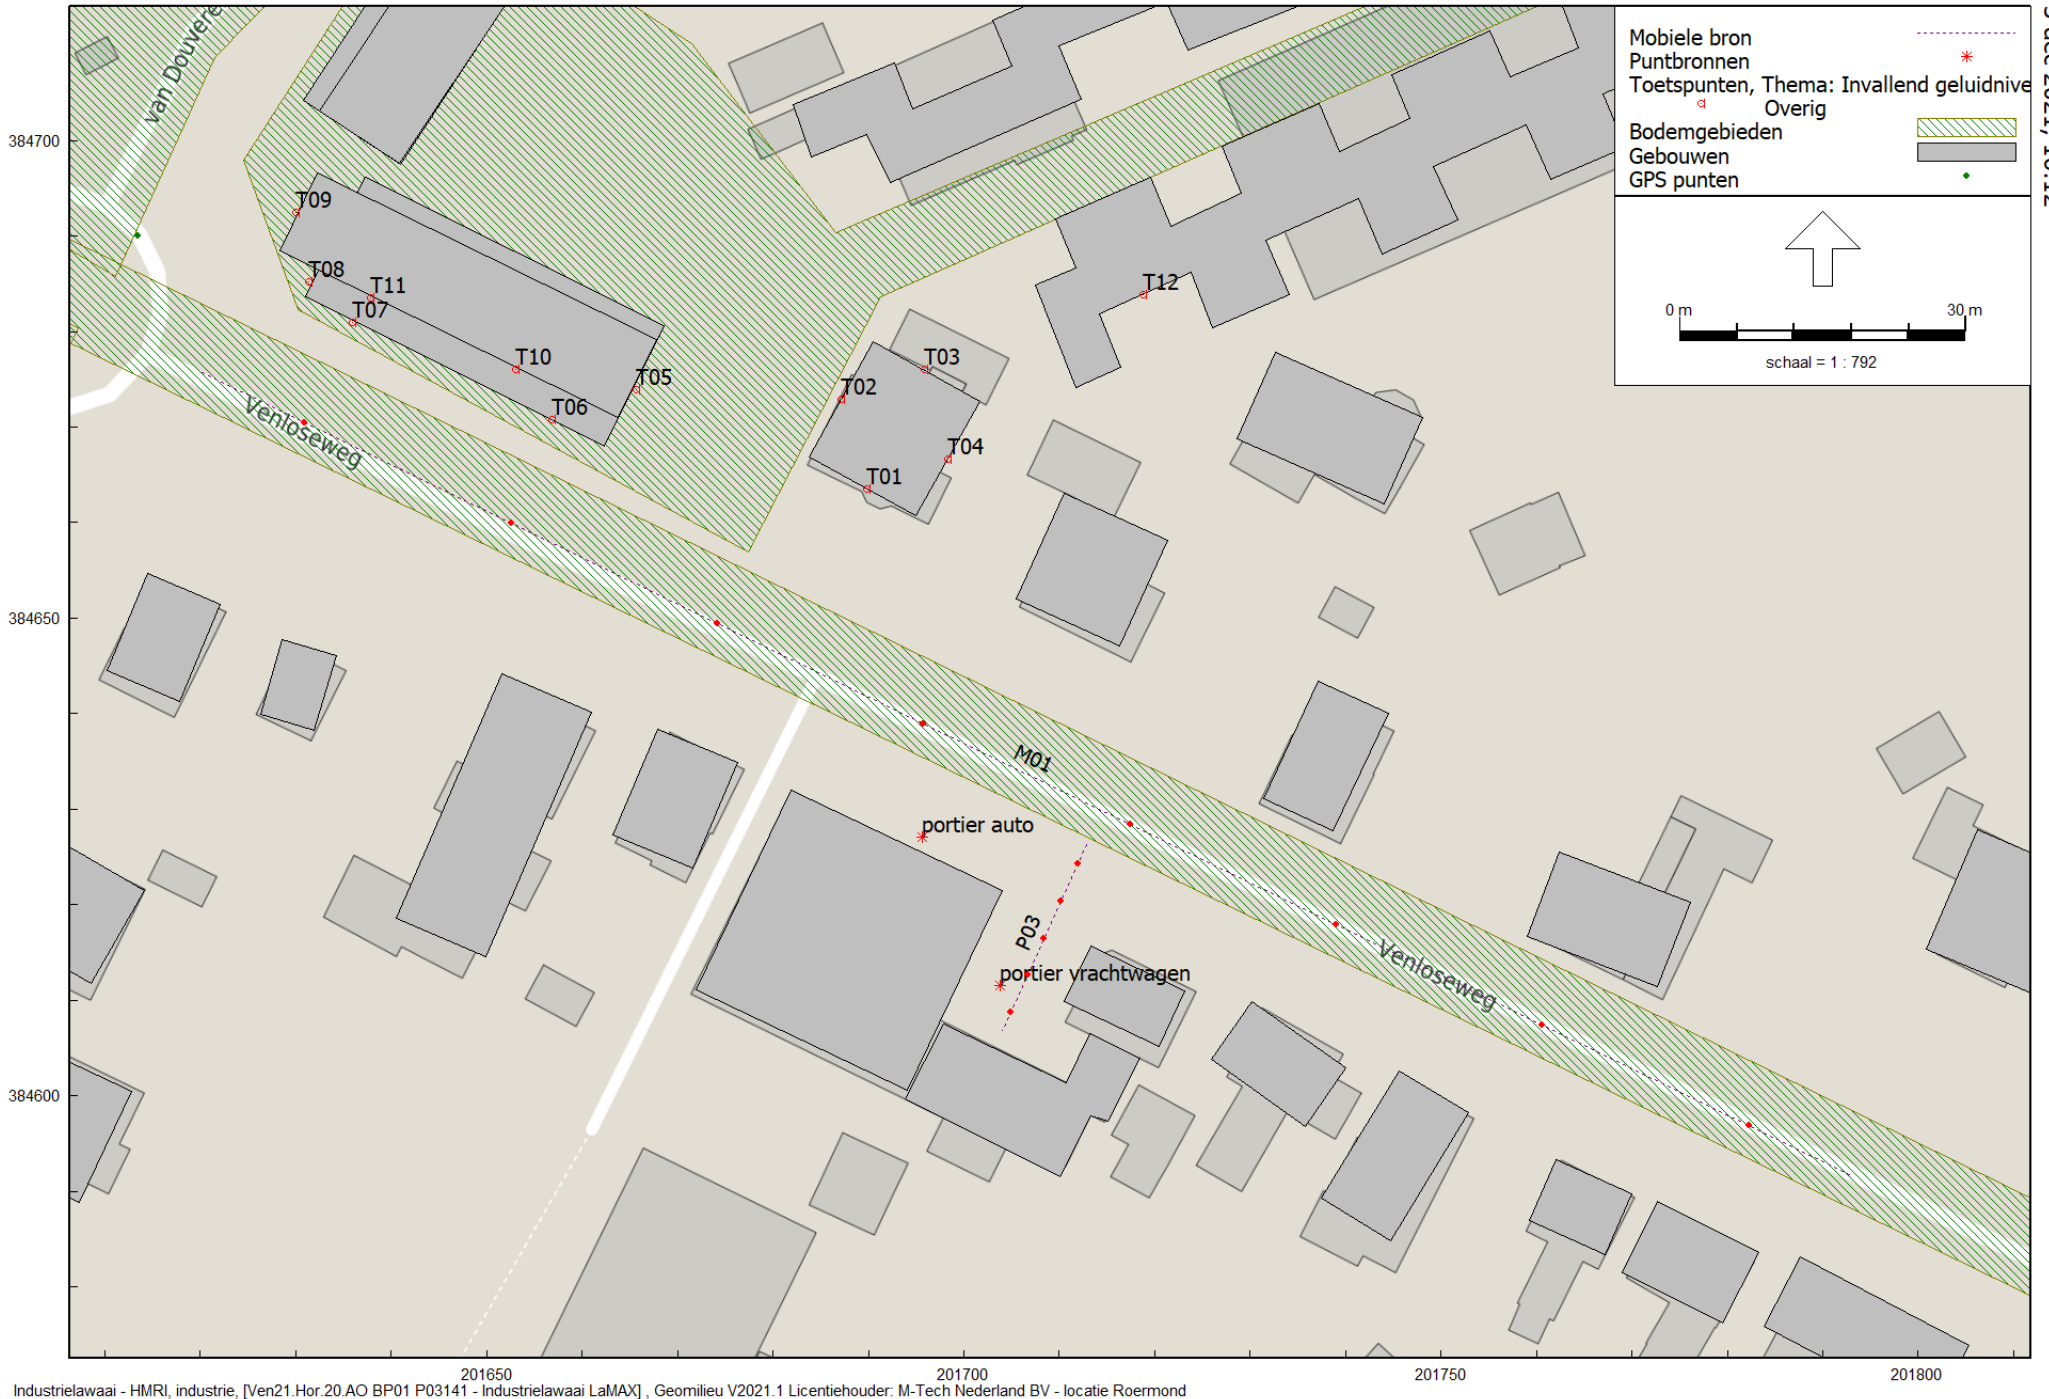 Mobiele bron
Puntbronnen
Toetspunten, Thema: Invallend geluidnive
Overig
Bodemgebieden
Gebouwen
GPS punten
0 m
30 m
schaal = 1 : 792
van Douvere
384700
T09
T08
T11
T07
T10
T05
T06
T12
T03
T02
T04
T01
Venloseweg
384650
M01
portier auto
P03
portier vrachtwagen
Venloseweg
384600
201650
201700
201750
201800
Industrielawaai - HMRI, industrie, [Ven21.Hor.20.AO BP01 P03141 - Industrielawaai LaMAX] , Geomilieu V2021.1 Licentiehouder: M-Tech Nederland BV - locatie Roermond